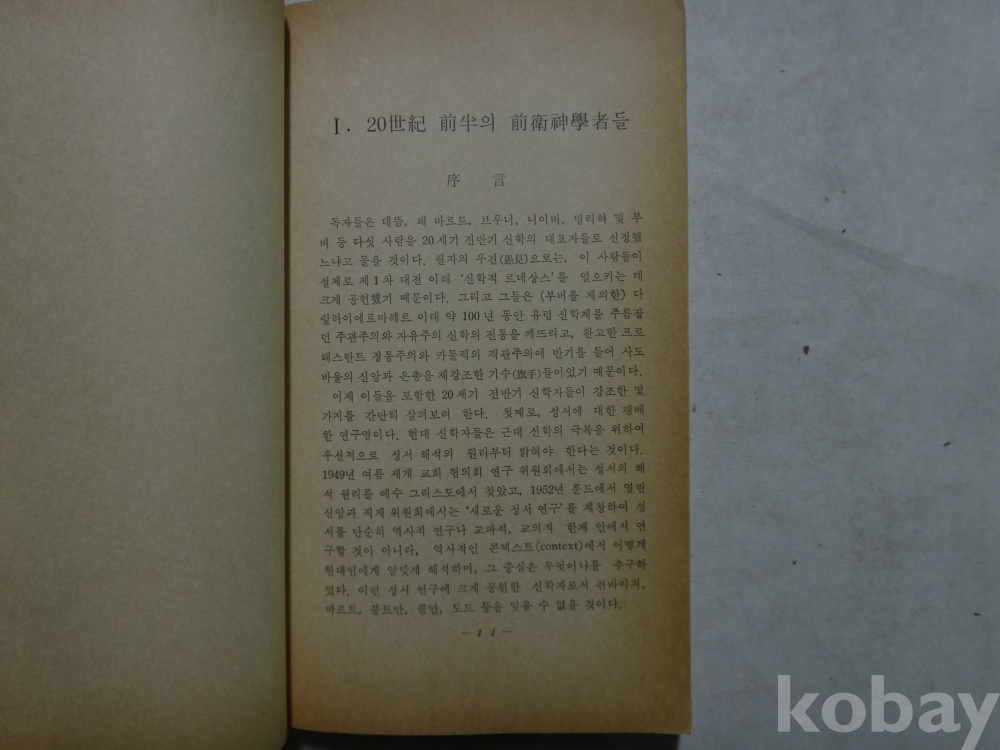 Ⅰ. 20世紀 前半의 前衛神學者들
序 言
독자들은 대뜸, 왜 바르트, 브루너, 니이버, 틸리히 및 부
버 등 다섯 사람을 20세기 전반기 신학의 대표자들로 선정했
느냐고 물을 것이다. 필자의 우견(愚見)으로는, 이 사람들이
실제로 제1차 대전 이래 '신학적 르네상스'를 일으키는 데
크게 공헌했기 때문이다. 그리고 그들은 (부버를 제외한) 다
쉴라이에르마헤르 이래 약 100년 동안 유럽 신학계를 주름잡
던 주관주의와 자유주의 신학의 전통을 깨뜨리고, 완고한 프로
테스탄트 정통주의와 카톨릭의 객관주의에 반기를 들어 사도
바울의 신앙과 은총을 재강조한 기수(旗手)들이었기 때문이다.
이제 이들을 포함한 20세기 전반기 신학자들이 강조한 몇
가지를 간단히 살펴보려 한다. 첫째로, 성서에 대한 팽배
한 연구열이다. 현대 신학자들은 근대 신학의 극복을 위하여
우선적으로 성서 해석의 원리부터 밝혀야 한다는 것이다.
1949년 여름 세계 교회 협의회 연구 위원회에서는 성서의 해
석 원리를 예수 그리스도에서 찾았고, 1952년 룬드에서 열린
신앙과 직제 위원회에서는 '새로운 성서 연구'를 제창하여 성
서를 단순히 역사적 연구나 교파적, 교의적 한계 안에서 연
구할 것이 아니라, 역사적인 콘텍스트(context)에서 어떻게
현대인에게 알맞게 해석하며, 그 중심은 무엇이냐를 추구하
였다. 이런 성서 연구에 크게 공헌한 신학자로서 쉬바이쳐,
바르트, 불트만, 쿨만, 도드 등을 잊을 수 없을 것이다.
— 1 1 —
kobay